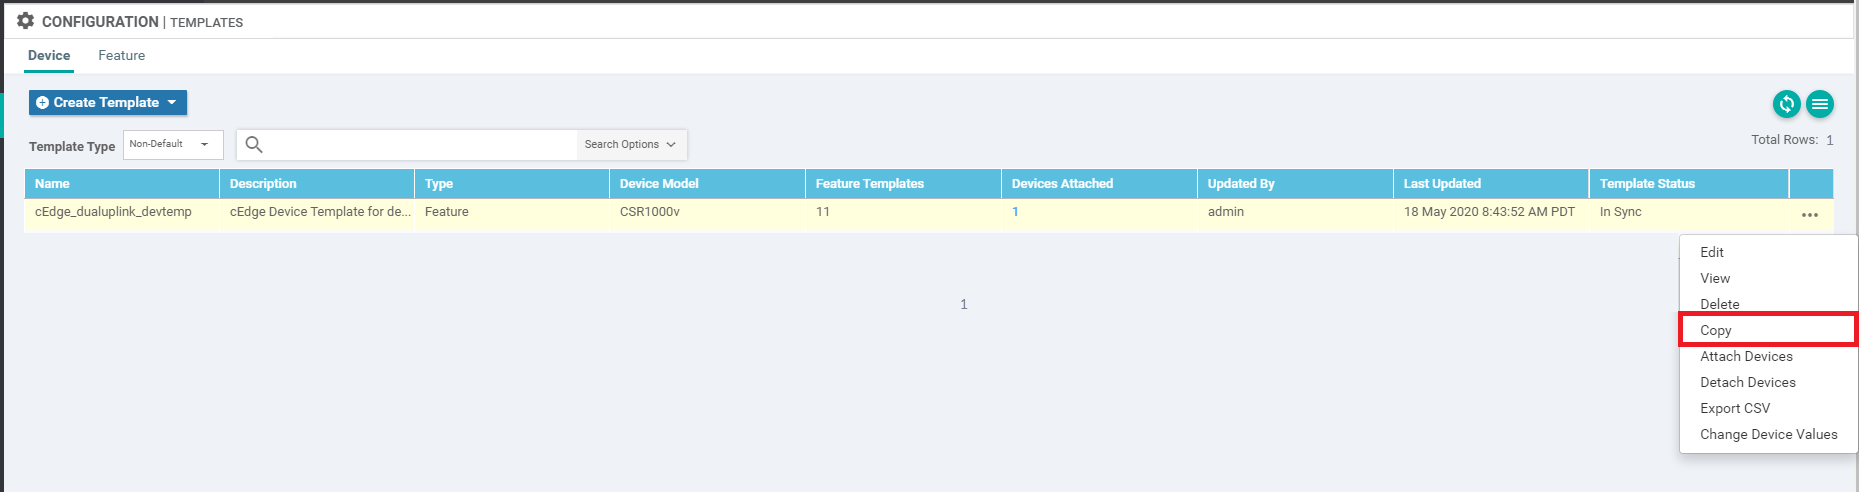 CONFIGURATION | TEMPLATES
Device Feature
Create Template
Template Type Non-Default Search Options Total Rows: 1
Name Description Type Device Model Feature Templates Devices Attached Updated By Last Updated Template Status
cEdge_dualuplink_devtemp cEdge Device Template for de... Feature CSR1000v 11 1 admin 18 May 2020 8:43:52 AM PDT In Sync
Edit
View
Delete
Copy
Attach Devices
Detach Devices
Export CSV
Change Device Values
1